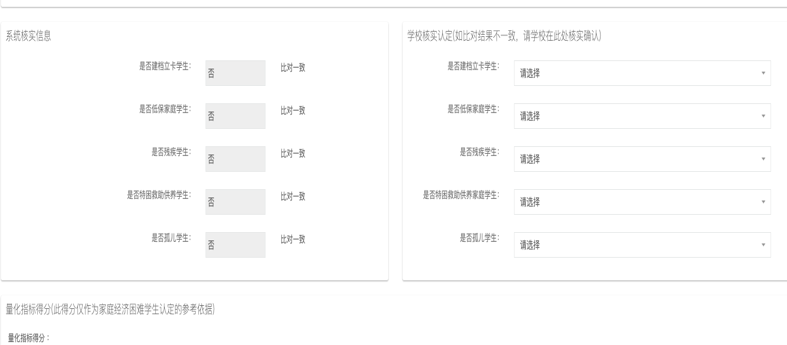 系统核实信息
学校核实认定(如比对结果不一致，请学校在此处核实确认)
是否建档立卡学生: 否 比对一致
是否建档立卡学生: 请选择
是否低保家庭学生: 否 比对一致
是否低保家庭学生: 请选择
是否残疾学生: 否 比对一致
是否残疾学生: 请选择
是否特困救助供养学生: 否 比对一致
是否特困救助供养家庭学生: 请选择
是否孤儿学生: 否 比对一致
是否孤儿学生: 请选择
量化指标得分(此得分仅作为家庭经济困难学生认定的参考依据)
量化指标得分：